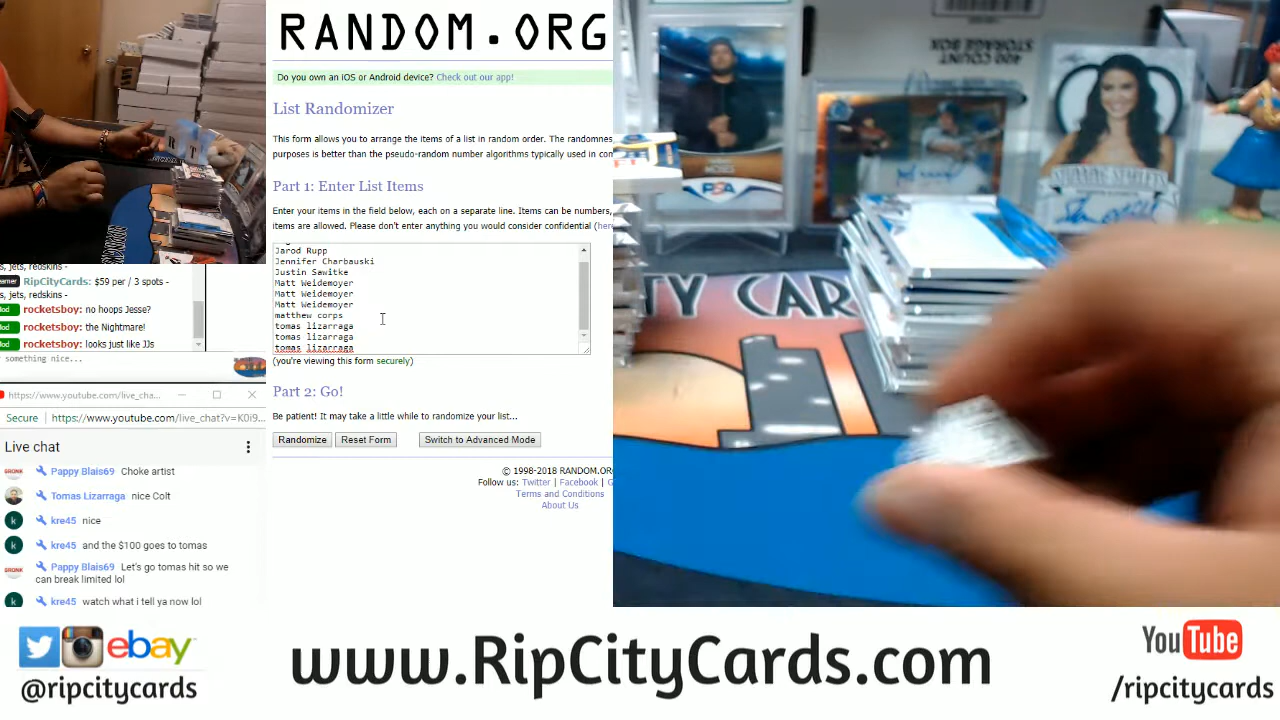 RANDOM.ORG
Do you own an iOS or Android device? Check out our app!
List Randomizer
This form allows you to arrange the items of a list in random order. The randomnes
purposes is better than the pseudo-random number algorithms typically used in con
Part 1: Enter List Items
Enter your items in the field below, each on a separate line. Items can be numbers,
items are allowed. Please don't enter anything you would consider confidential (her
Jarod Rupp
Jennifer Charbauski
Justin Sawitke
Matt Weidemoyer
Matt Weidemoyer
Matt Weidemoyer
matthew corps
tomas lizarraga
tomas lizarraga
tomas lizarraga
(you're viewing this form securely)
Part 2: Go!
Be patient! It may take a little while to randomize your list...
Randomize Reset Form Switch to Advanced Mode
© 1998-2018 RANDOM.ORG
Follow us: Twitter | Facebook | G
Terms and Conditions
About Us
s, jets, redskins -
RipCityCards: $59 per / 3 spots -
s, jets, redskins -
rocketsboy: no hoops Jesse?
rocketsboy: the Nightmare!
rocketsboy: looks just like JJs
something nice...
https://www.youtube.com/live_cha...
Secure https://www.youtube.com/live_chat?v=K0i9...
Live chat
Pappy Blais69 Choke artist
Tomas Lizarraga nice Colt
kre45 nice
kre45 and the $100 goes to tomas
Pappy Blais69 Let's go tomas hit so we
can break limited lol
kre45 watch what i tell ya now lol
400 COUNT
STORAGE BOX
PSA
TY CAR
ebay
@ripcitycards
www.RipCityCards.com
YouTube
/ripcitycards